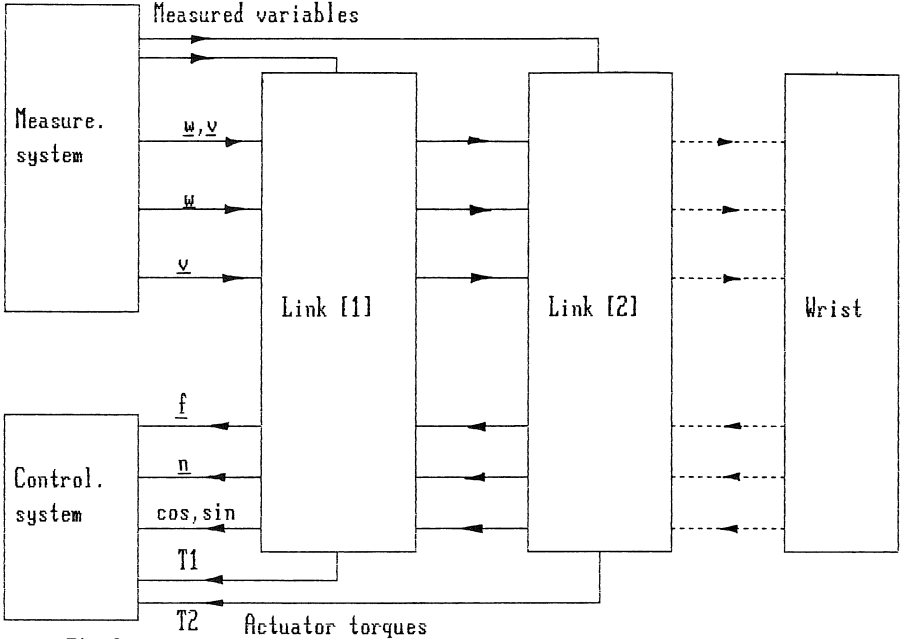 Measured variables
Measure.
system
w,v
w
v
Link [1]
Link [2]
Wrist
f
n
cos,sin
Control.
system
T1
T2
Actuator torques